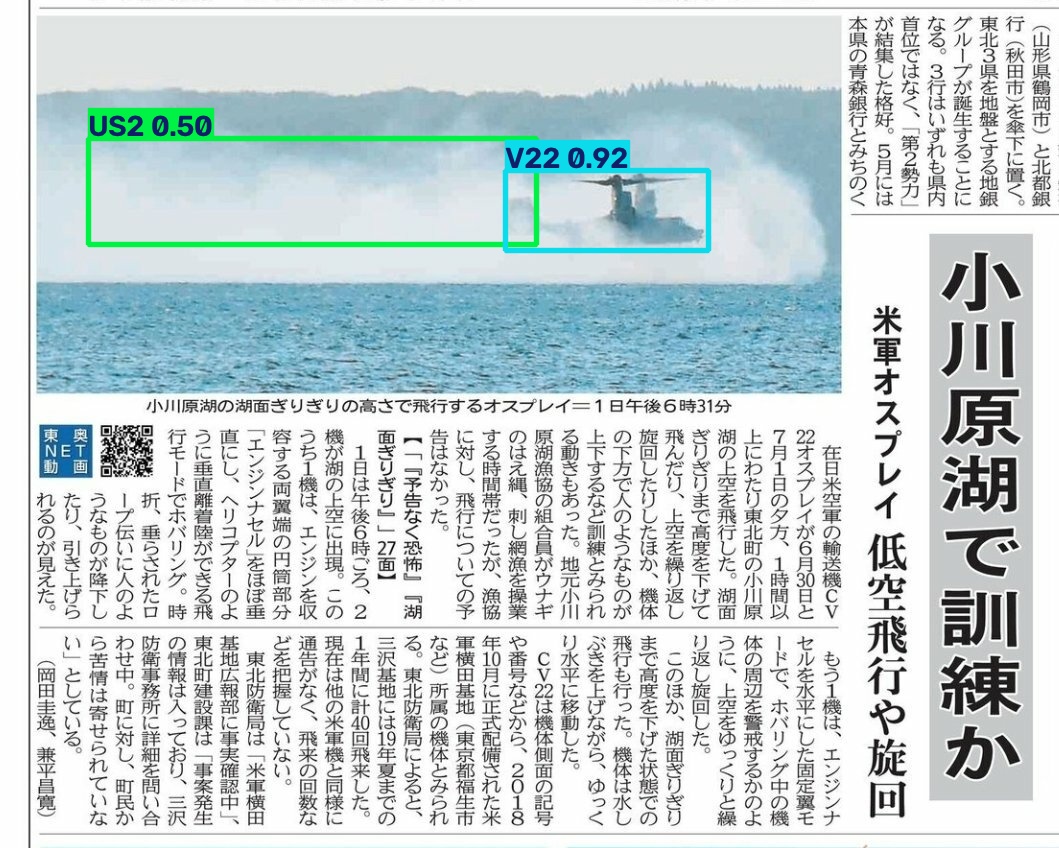 （山形県鶴岡市）と北都銀
行（秋田市）を傘下に置く。
東北３県を地盤とする地銀
グループが誕生することに
なる。３行はいずれも県内
首位ではなく、「第２勢力」
が結集した格好。５月には
本県の青森銀行とみちのく
US2 0.50
V22 0.92
小川原湖で訓練か
米軍オスプレイ 低空飛行や旋回
小川原湖の湖面ぎりぎりの高さで飛行するオスプレイ＝１日午後６時31分
在日米空軍の輸送機ＣＶ
22オスプレイが６月30日と
７月１日の夕方、１時間以
上にわたり東北町の小川原
湖の上空を飛行した。湖面
ぎりぎりまで高度を下げて
飛んだり、上空を繰り返し
旋回したりしたほか、機体
の下方で人のようなものが
上下するなど訓練とみられ
る動きもあった。地元小川
原湖漁協の組合員がウナギ
のはえ縄、刺し網漁を操業
する時間帯だったが、漁協
に対し、飛行についての予
告はなかった。
【「『予告なく恐怖』『湖
面ぎりぎり』」27面】
１日は午後６時ごろ、２
機が湖の上空に出現。この
うち１機は、エンジンを収
容する両翼端の円筒部分
「エンジンナセル」をほぼ垂
直にし、ヘリコプターのよ
うに垂直離着陸ができる飛
行モードでホバリング。時
折、垂らされたロ
ープ伝いに人のよ
うなものが降下し
たり、引き上げら
れるのが見えた。
東奥
NET
動画
もう１機は、エンジンナ
セルを水平にした固定翼モ
ードで、ホバリング中の機
体の周辺を警戒するかのよ
うに、上空をゆっくりと繰
り返し旋回した。
このほか、湖面ぎりぎり
まで高度を下げた状態での
飛行も行った。機体は水し
ぶきを上げながら、ゆっく
り水平に移動した。
ＣＶ22は機体側面の記号
や番号などから、２０１８
年10月に正式配備された米
軍横田基地（東京都福生市
など）所属の機体とみられ
る。東北防衛局によると、
三沢基地には19年夏までの
１年間に計40回飛来した。
現在は他の米軍機と同様に
通告がなく、飛来の回数な
どを把握していない。
東北防衛局は「米軍横田
基地広報部に事実確認中」、
東北町建設課は「事案発生
の情報は入っており、三沢
防衛事務所に詳細を問い合
わせ中。町に対し、町民か
ら苦情は寄せられていな
い」としている。
（岡田圭逸、兼平昌寛）